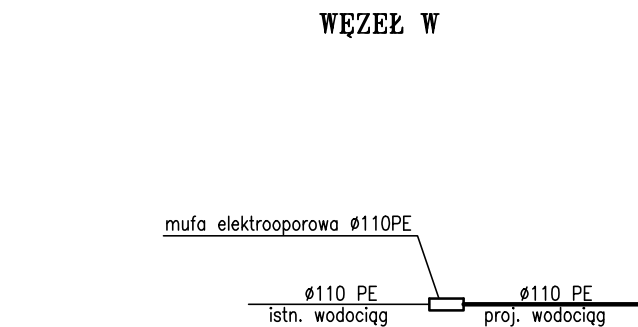 WĘZEŁ W
mufa elektrooporowa ø110PE
ø110 PE
istn. wodociąg
ø110 PE
proj. wodociąg